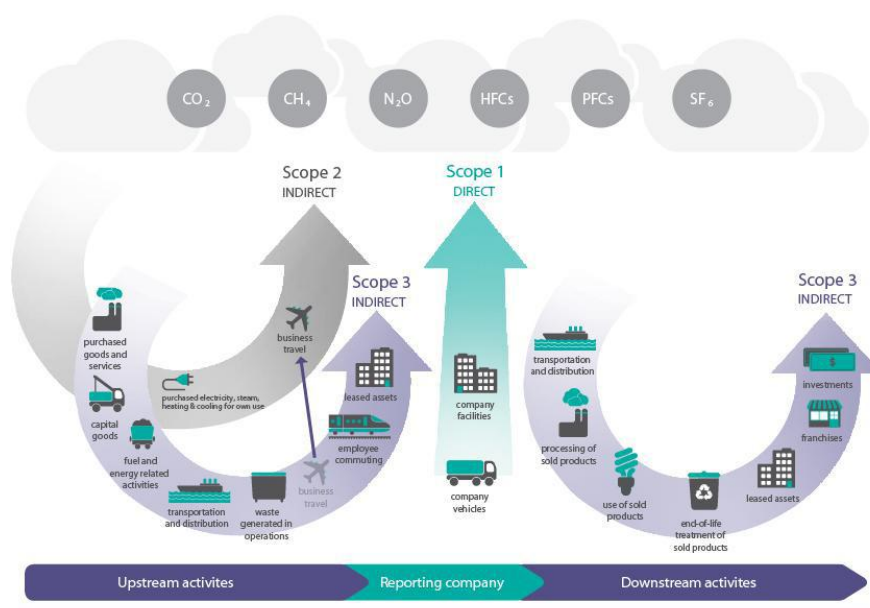 CO₂
CH₄
N₂O
HFCs
PFCs
SF₆
Scope 2
INDIRECT
Scope 1
DIRECT
Scope 3
INDIRECT
Scope 3
INDIRECT
purchased
goods and
services
capital
goods
fuel and
energy related
activities
purchased electricity, steam,
heating & cooling for own use
transportation
and distribution
waste
generated in
operations
business
travel
business
travel
employee
commuting
leased assets
company
facilities
company
vehicles
transportation
and distribution
processing of
sold products
use of sold
products
end-of-life
treatment of
sold products
leased assets
franchises
investments
$
Upstream activites
Reporting company
Downstream activites